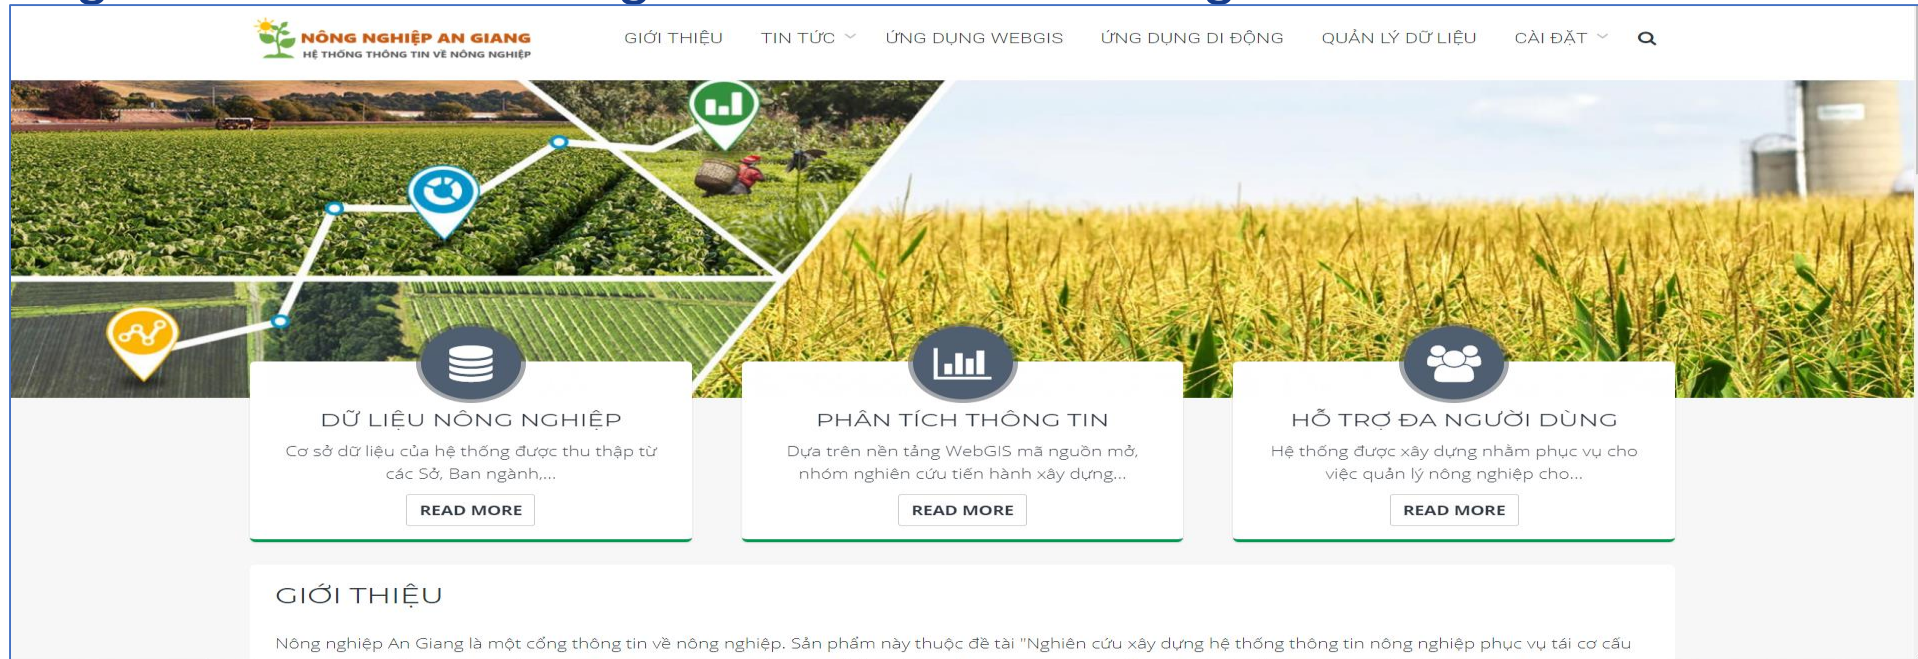 NÔNG NGHIỆP AN GIANG
HỆ THỐNG THÔNG TIN VỀ NÔNG NGHIỆP
GIỚI THIỆU TIN TỨC ỨNG DỤNG WEBGIS ỨNG DỤNG DI ĐỘNG QUẢN LÝ DỮ LIỆU CÀI ĐẶT
DỮ LIỆU NÔNG NGHIỆP
Cơ sở dữ liệu của hệ thống được thu thập từ
các Sở, Ban ngành,...
READ MORE
PHÂN TÍCH THÔNG TIN
Dựa trên nền tảng WebGIS mã nguồn mở,
nhóm nghiên cứu tiến hành xây dựng...
READ MORE
HỖ TRỢ ĐA NGƯỜI DÙNG
Hệ thống được xây dựng nhằm phục vụ cho
việc quản lý nông nghiệp cho...
READ MORE
GIỚI THIỆU
Nông nghiệp An Giang là một cổng thông tin về nông nghiệp. Sản phẩm này thuộc đề tài "Nghiên cứu xây dựng hệ thống thông tin nông nghiệp phục vụ tái cơ cấu